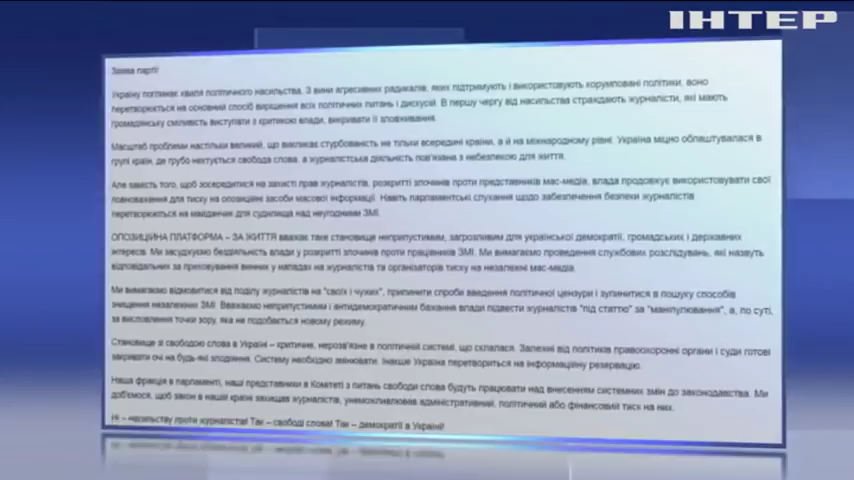 ІНТЕР
Заява партії
Україну поглинає хвиля політичного насильства. З вини агресивних радикалів, яких підтримують і використовують корумповані політики, воно
перетворюється на основний спосіб вирішення всіх політичних питань і дискусій. В першу чергу від насильства страждають журналісти, які мають
громадянську сміливість виступати з критикою влади, викривати її зловживання.
Масштаб проблеми настільки великий, що викликає стурбованість не тільки всередині країни, а й на міжнародному рівні. Україна міцно облаштувалася в
групі країн, де грубо нехтується свобода слова, а журналістська діяльність пов'язана з небезпекою для життя.
Але замість того, щоб зосередитися на захисті прав журналістів, розкритті злочинів проти представників мас-медіа, влада продовжує використовувати свої
повноваження для тиску на опозиційні засоби масової інформації. Навіть парламентські слухання щодо забезпечення безпеки журналістів
перетворюються на майданчик для судилища над неугодними ЗМІ.
ОПОЗИЦІЙНА ПЛАТФОРМА – ЗА ЖИТТЯ вважає таке становище неприпустимим, загрозливим для української демократії, громадських і державних
інтересів. Ми засуджуємо бездіяльність влади у розкритті злочинів проти працівників ЗМІ. Ми вимагаємо проведення службових розслідувань, які назвуть
відповідальних за приховування винних у нападах на журналістів та організаторів тиску на незалежні мас-медіа.
Ми вимагаємо відмовитися від поділу журналістів на "своїх і чужих", припинити спроби введення політичної цензури і зупинитися в пошуку способів
знищення незалежних ЗМІ. Вважаємо неприпустимим і антидемократичним бажання влади підвести журналістів "під статтю" за "маніпулювання", а, по суті,
за висловлення точки зору, яка не подобається новому режиму.
Становище зі свободою слова в Україні – критичне, нерозв'язне в політичній системі, що склалася. Залежні від політиків правоохоронні органи і суди готові
закривати очі на будь-які злодіяння. Систему необхідно змінювати. Інакше Україна перетвориться на інформаційну резервацію.
Наша фракція в парламенті, наші представники в Комітеті з питань свободи слова будуть працювати над внесенням системних змін до законодавства. Ми
доб'ємося, щоб закон в нашій країні захищав журналістів, унеможливлював адміністративний, політичний або фінансовий тиск на них.
Ні – насильству проти журналістів! Так – свободі слова! Так – демократії в Україні!